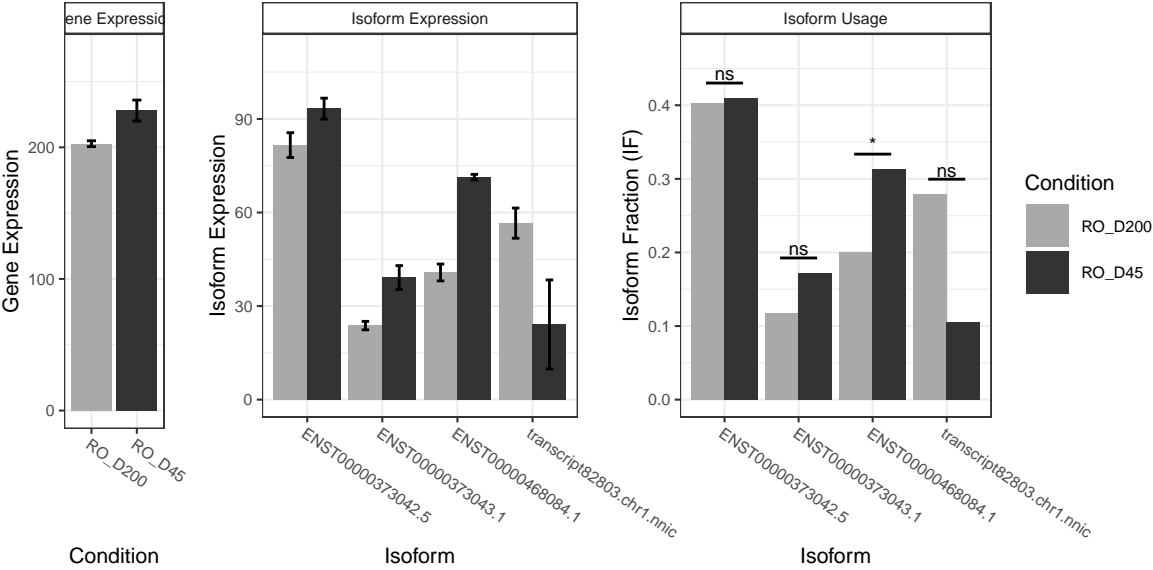 ene Expressio
Gene Expression
200
100
0
RO_D200
RO_D45
Condition
Isoform Expression
Isoform Expression
90
60
30
0
ENST00000373042.5
ENST00000373043.1
ENST00000468084.1
transcript82803.chr1.nnic
Isoform
Isoform Usage
Isoform Fraction (IF)
0.4
0.3
0.2
0.1
0.0
ns
ns
*
ns
ENST00000373042.5
ENST00000373043.1
ENST00000468084.1
transcript82803.chr1.nnic
Isoform
Condition
RO_D200
RO_D45